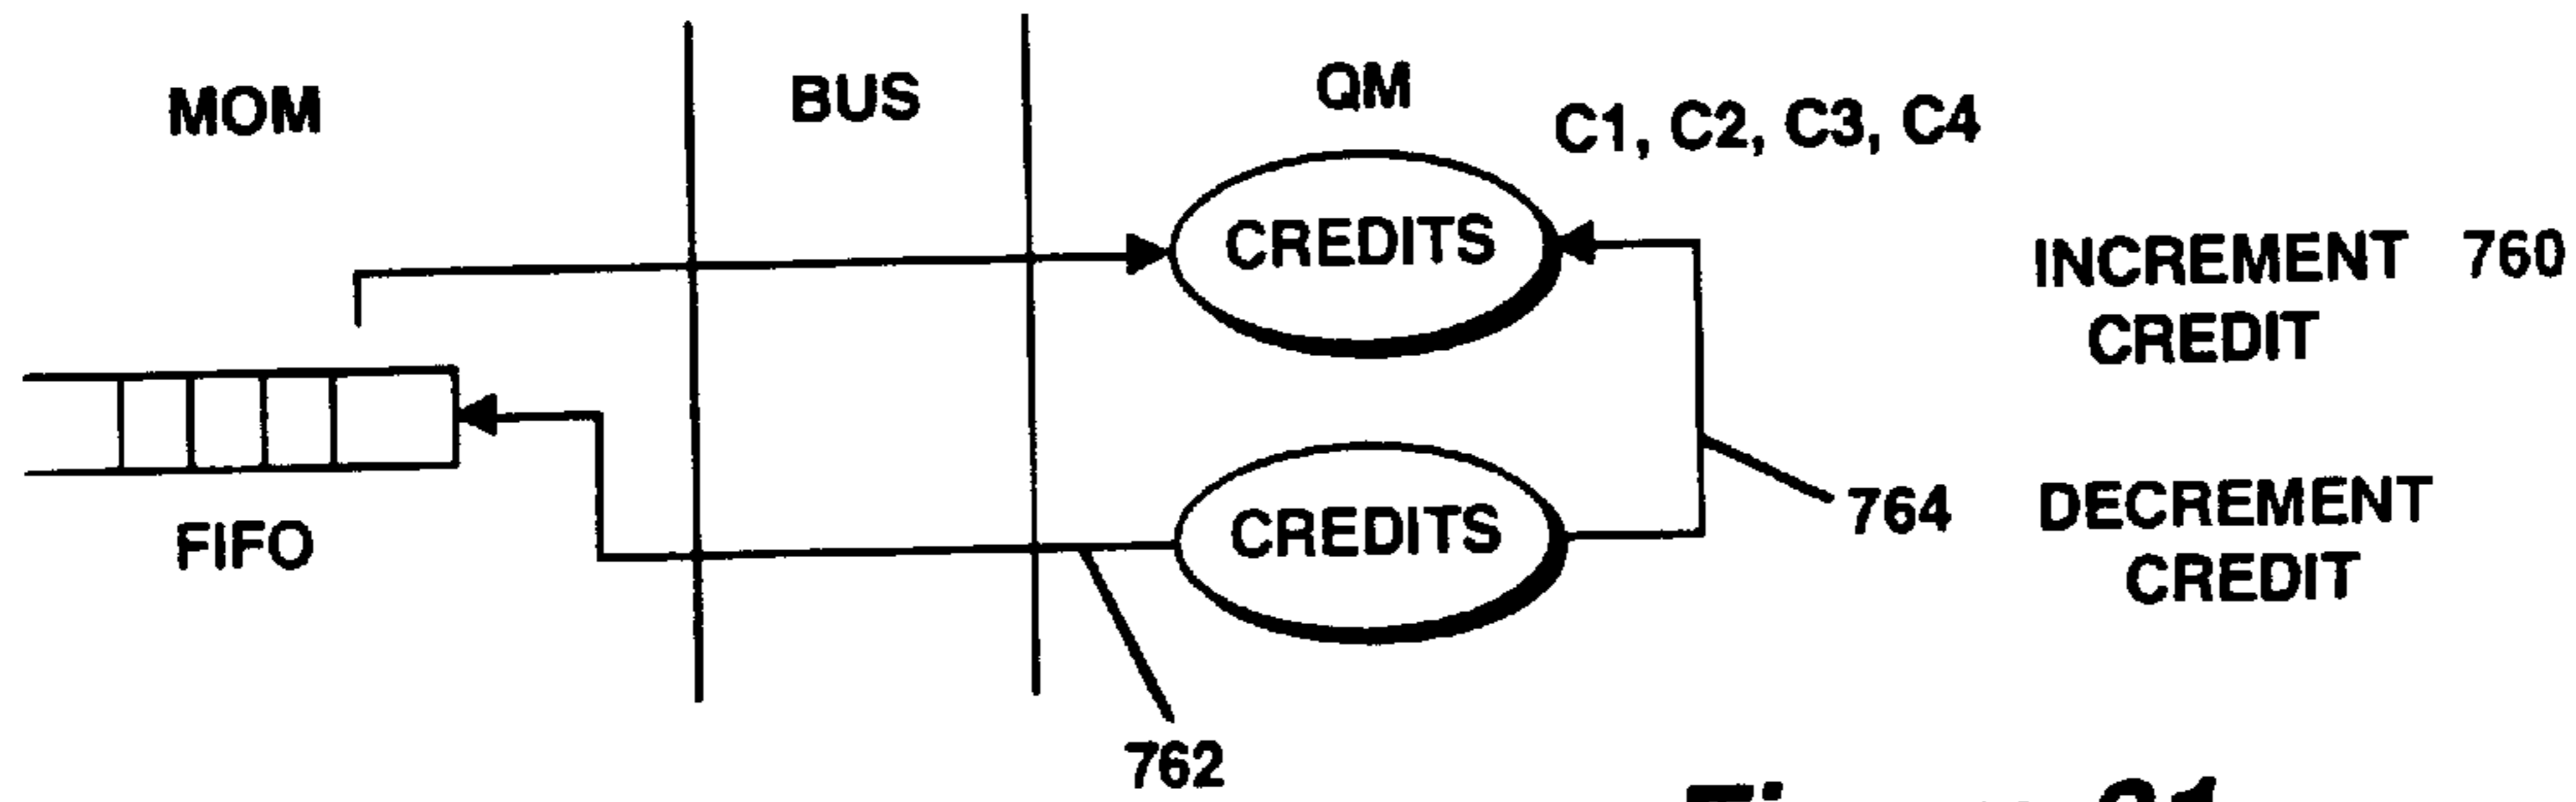 MOM
BUS
QM
C1, C2, C3, C4
CREDITS
INCREMENT 760
CREDIT
FIFO
CREDITS
764
DECREMENT
CREDIT
762